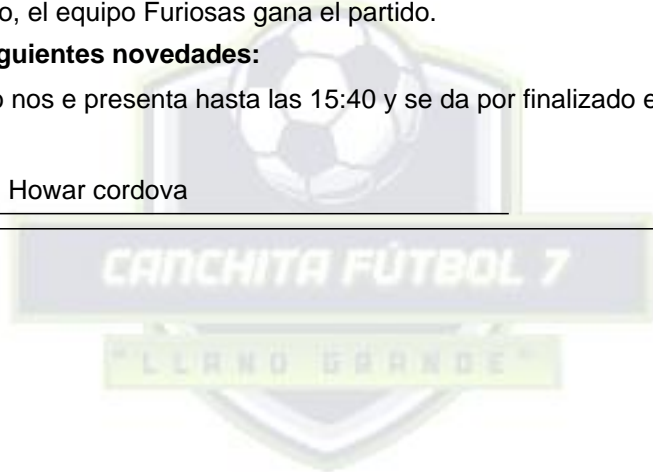 o, el equipo Furiosas gana el partido.
guientes novedades:
o nos e presenta hasta las 15:40 y se da por finalizado e
Howar cordova
CANCHITA FÚTBOL 7
"LLANO GRANDE"